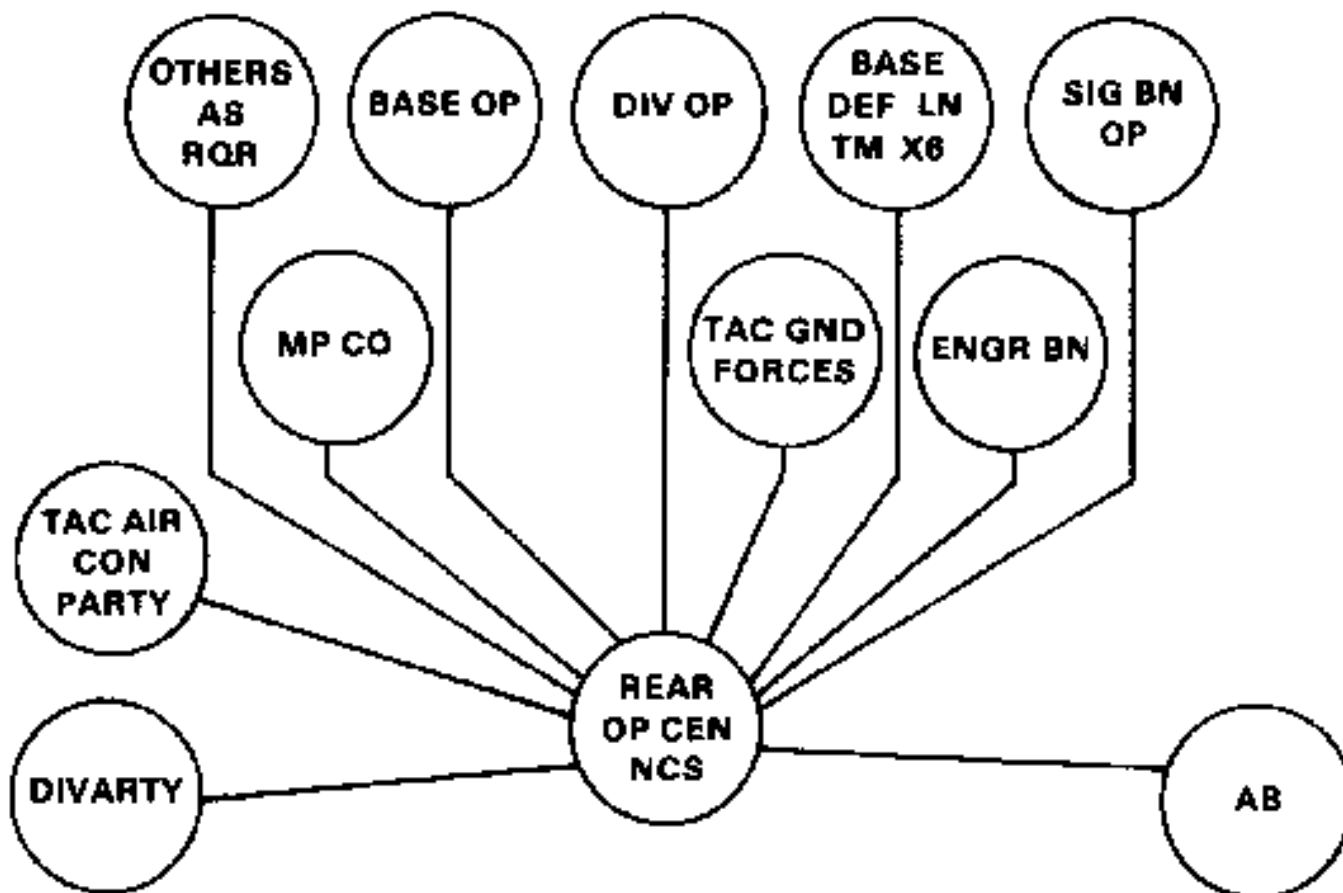 OTHERS
AS
RQR
BASE OP
DIV OP
BASE
DEF LN
TM X6
SIG BN
OP
MP CO
TAC GND
FORCES
ENGR BN
TAC AIR
CON
PARTY
REAR
OP CEN
NCS
DIVARTY
AB